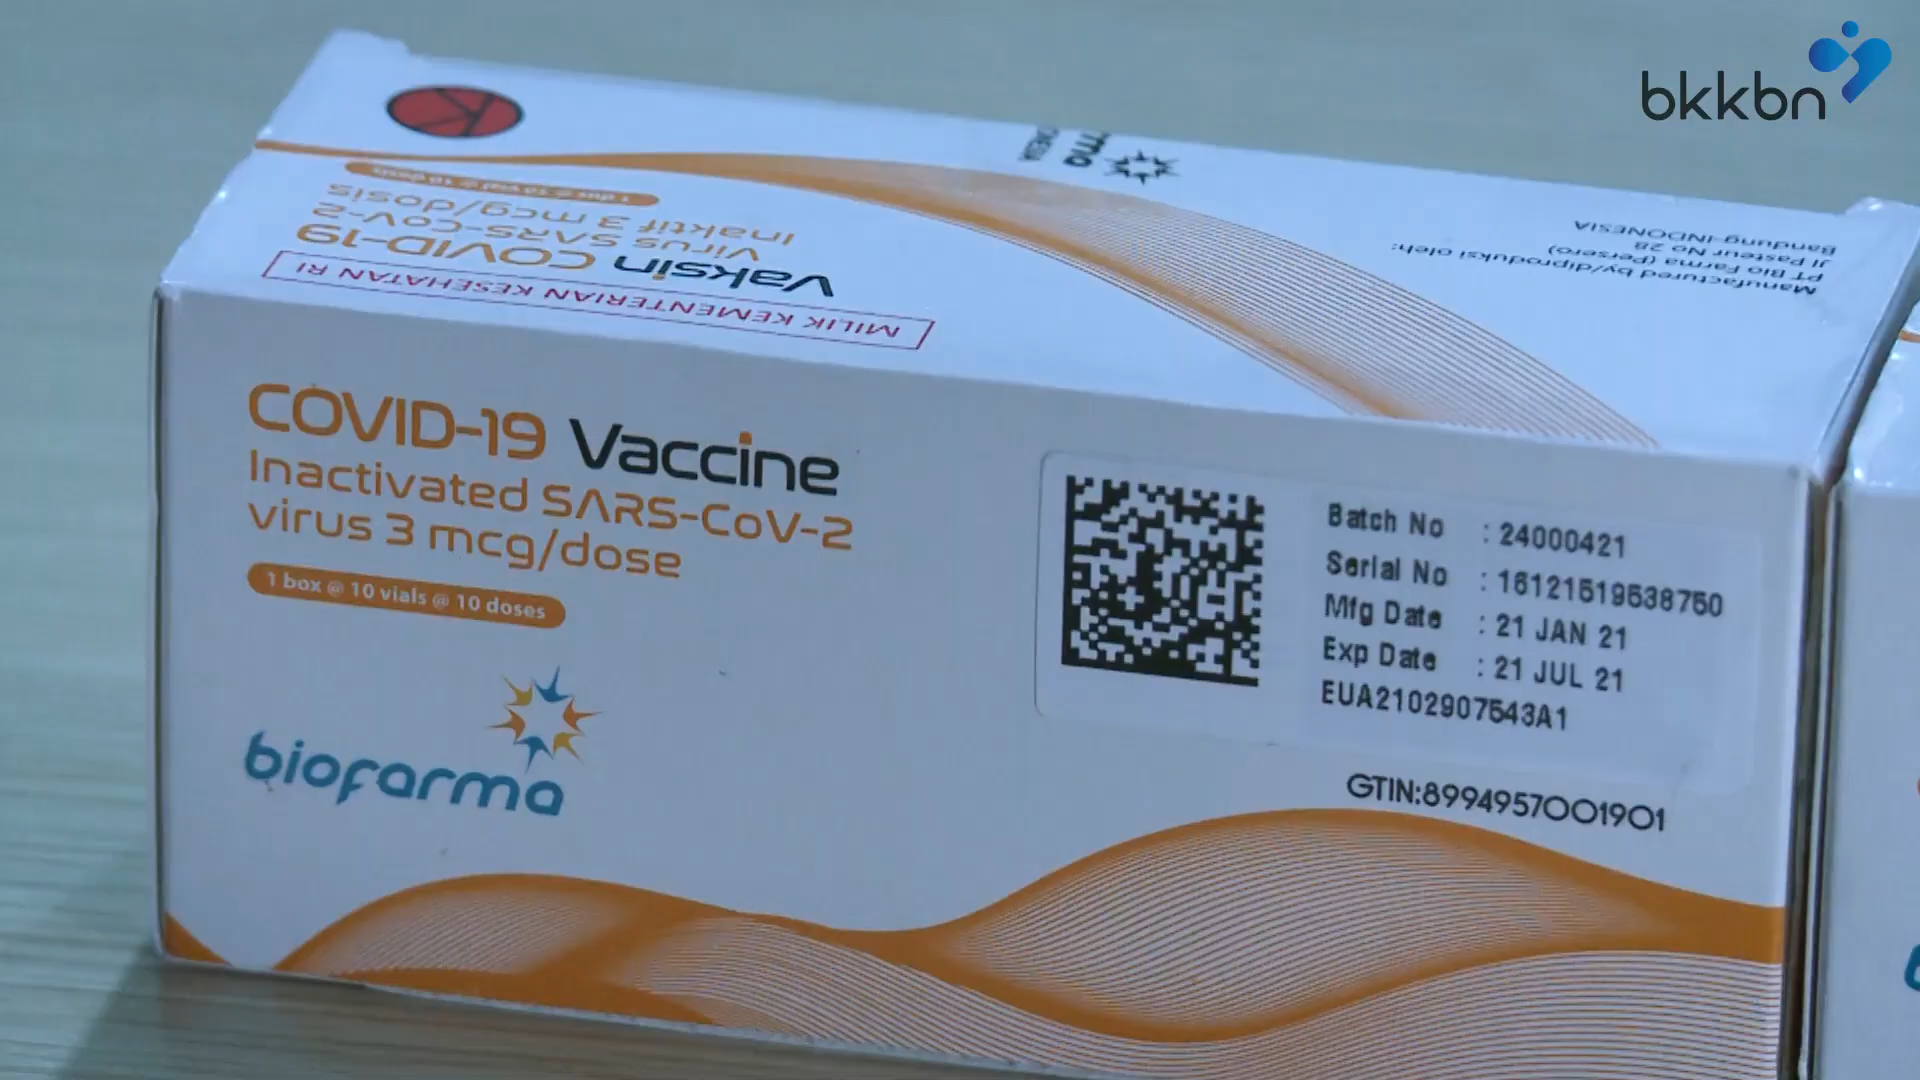 bkkbn
rma
Manufactured by/diproduksi oleh:
PT Bio Farma (Persero)
Jl Pasteur No 28
Bandung-INDONESIA
MILIK KEMENTERIAN KESEHATAN RI
Vaksin COVID-19
Virus SARS-CoV-2
Inaktif 3 mcg/dosis
1 dus @ 10 vial @ 10 dosis
COVID-19 Vaccine
Inactivated SARS-CoV-2
virus 3 mcg/dose
1 box @ 10 vials @ 10 doses
biofarma
Batch No : 24000421
Serial No : 16121519538750
Mfg Date : 21 JAN 21
Exp Date : 21 JUL 21
EUA2102907543A1
GTIN:8994957001901